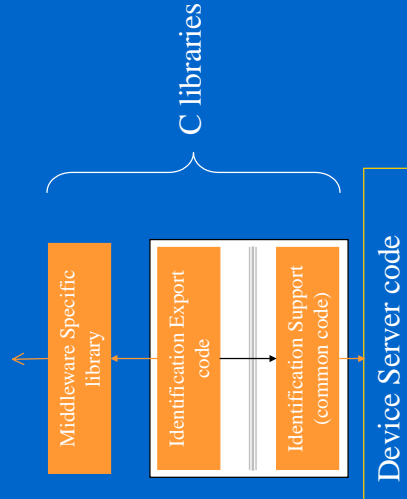 Middleware Specific
library
Identification Export
code
Identification Support
(common code)
Device Server code
C libraries